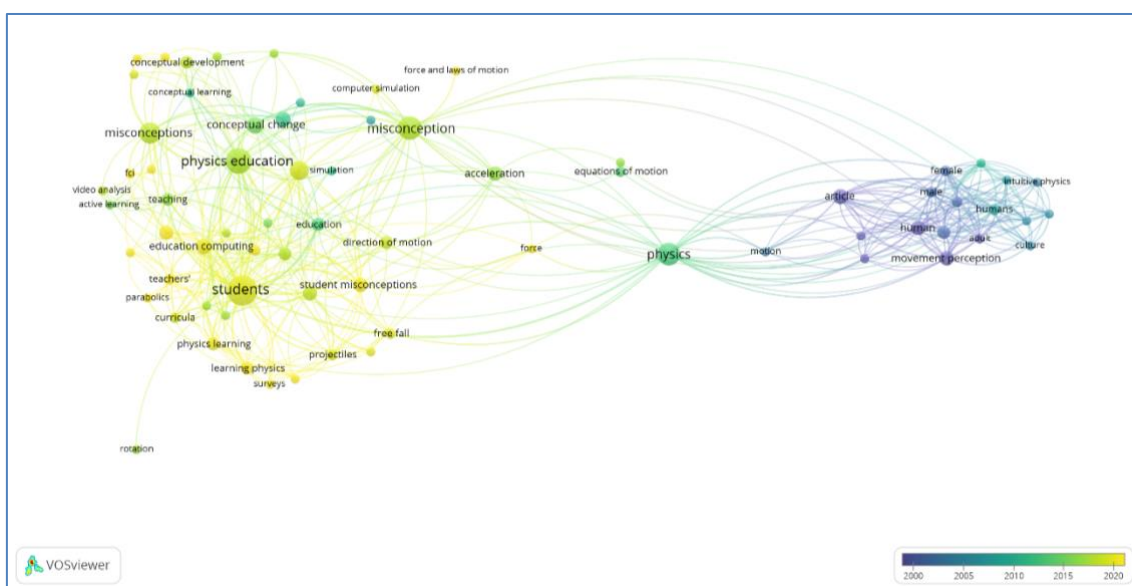 conceptual development
force and laws of motion
computer simulation
conceptual learning
conceptual change
misconception
misconceptions
physics education
simulation
fci
acceleration
equations of motion
female
intuitive physics
video analysis
male
active learning
teaching
article
humans
education
human
adult
direction of motion
culture
education computing
force
physics
motion
movement perception
teachers'
students
student misconceptions
parabolics
curricula
free fall
physics learning
projectiles
learning physics
surveys
rotation
VOSviewer
2000 2005 2010 2015 2020